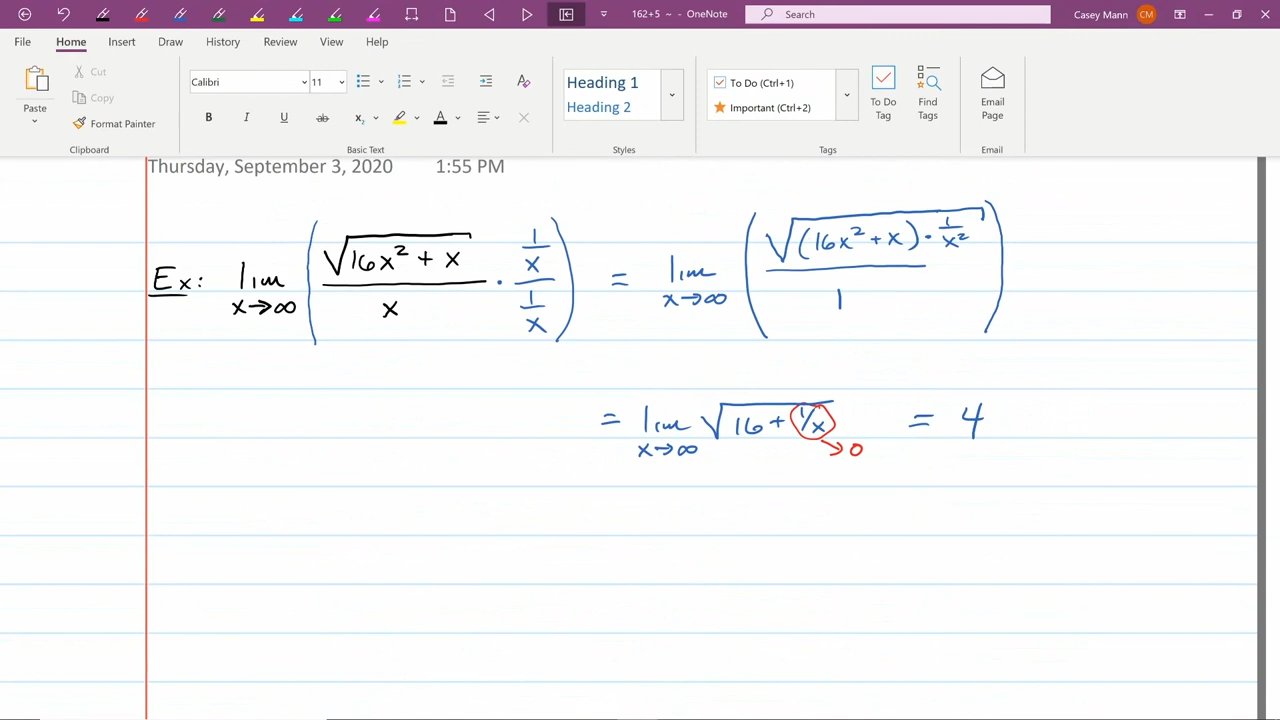 162+5 ~ - OneNote
Search
Casey Mann CM
File Home Insert Draw History Review View Help
Paste
Cut
Copy
Format Painter
Clipboard
Calibri 11
B I U ab x₂ A
Basic Text
Heading 1
Heading 2
Styles
To Do (Ctrl+1)
Important (Ctrl+2)
To Do Tag
Find Tags
Tags
Email Page
Email
Thursday, September 3, 2020 1:55 PM
Ex: lim x→∞ ( √(16x² + x) / x · (1/x) / (1/x) ) = lim x→∞ ( √((16x² + x) · 1/x²) / 1 )
= lim x→∞ √(16 + 1/x) = 4
→ 0